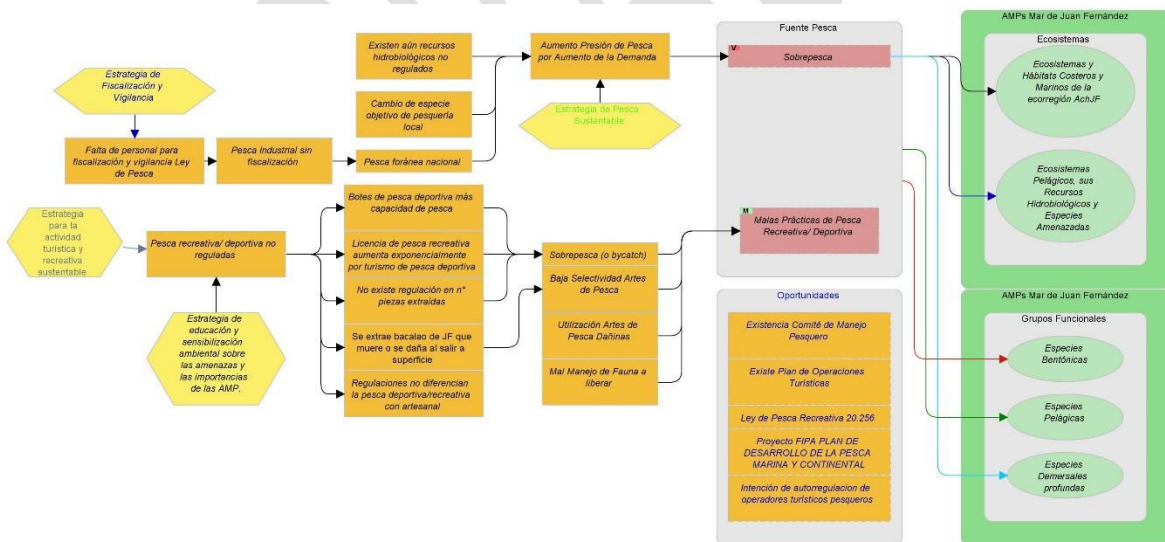 Estrategia de
Fiscalización y
Vigilancia
Falta de personal para
fiscalización y vigilancia Ley
de Pesca
Pesca Industrial sin
fiscalización
Existen aún recursos
hidrobiológicos no
regulados
Cambio de especie
objetivo de pesquería
local
Pesca foránea nacional
Aumento Presión de Pesca
por Aumento de la Demanda
Estrategia de Pesca
Sustentable
Estrategia
para la
actividad
turística y
recreativa
sustentable
Pesca recreativa/ deportiva no
reguladas
Estrategia de
educación y
sensibilización
ambiental sobre
las amenazas y
las importancias
de las AMP.
Botes de pesca deportiva más
capacidad de pesca
Licencia de pesca recreativa
aumenta exponencialmente
por turismo de pesca deportiva
No existe regulación en n°
piezas extraídas
Se extrae bacalao de JF que
muere o se daña al salir a
superficie
Regulaciones no diferencian
la pesca deportiva/recreativa
con artesanal
Sobrepesca (o bycatch)
Baja Selectividad Artes
de Pesca
Utilización Artes de
Pesca Dañinas
Mal Manejo de Fauna a
liberar
Fuente Pesca
V
Sobrepesca
M
Malas Prácticas de Pesca
Recreativa/ Deportiva
Oportunidades
Existencia Comité de Manejo
Pesquero
Existe Plan de Operaciones
Turísticas
Ley de Pesca Recreativa 20.256
Proyecto FIPA PLAN DE
DESARROLLO DE LA PESCA
MARINA Y CONTINENTAL
Intención de autorregulacion de
operadores turísticos pesqueros
AMPs Mar de Juan Fernández
Ecosistemas
Ecosistemas y
Hábitats Costeros y
Marinos de la
ecorregión AchJF
Ecosistemas
Pelágicos, sus
Recursos
Hidrobiológicos y
Especies
Amenazadas
AMPs Mar de Juan Fernández
Grupos Funcionales
Especies
Bentónicas
Especies
Pelágicas
Especies
Demersales
profundas